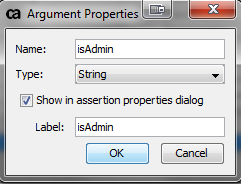 ca Argument Properties
Name: isAdmin
Type: String
Show in assertion properties dialog
Label: isAdmin
OK Cancel